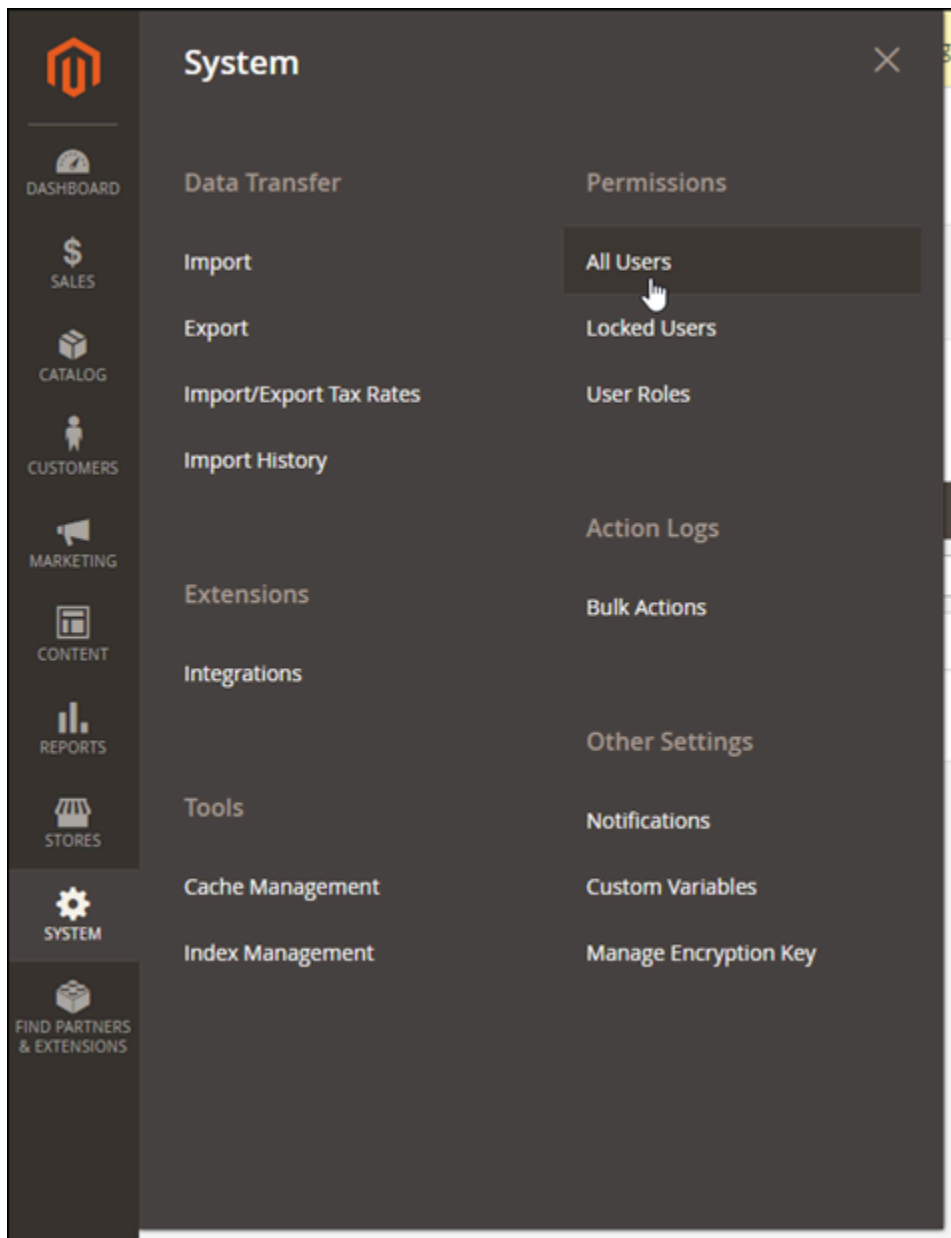 DASHBOARD
SALES
CATALOG
CUSTOMERS
MARKETING
CONTENT
REPORTS
STORES
SYSTEM
FIND PARTNERS
& EXTENSIONS
System
Data Transfer
Import
Export
Import/Export Tax Rates
Import History
Extensions
Integrations
Tools
Cache Management
Index Management
Permissions
All Users
Locked Users
User Roles
Action Logs
Bulk Actions
Other Settings
Notifications
Custom Variables
Manage Encryption Key